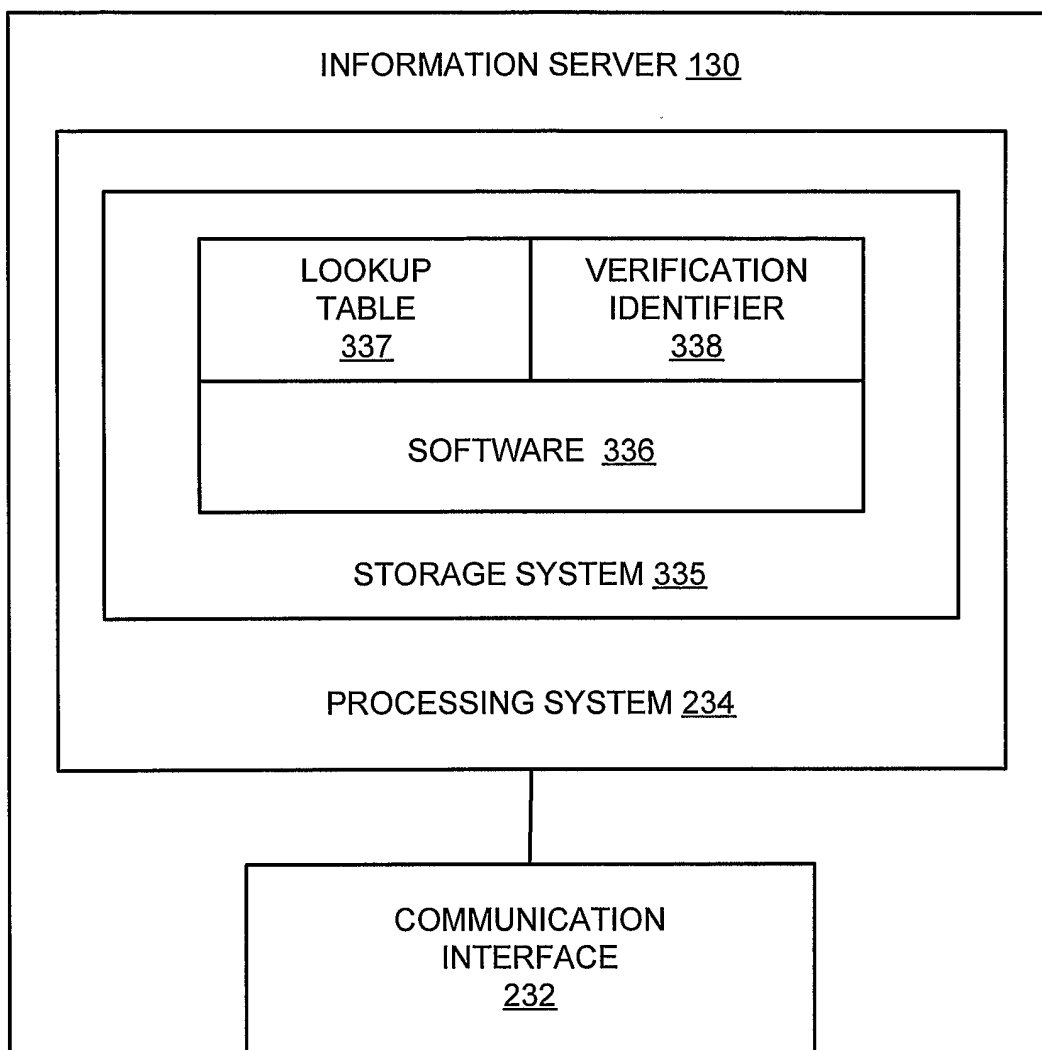 INFORMATION SERVER 130
LOOKUP
TABLE
337
VERIFICATION
IDENTIFIER
338
SOFTWARE 336
STORAGE SYSTEM 335
PROCESSING SYSTEM 234
COMMUNICATION
INTERFACE
232